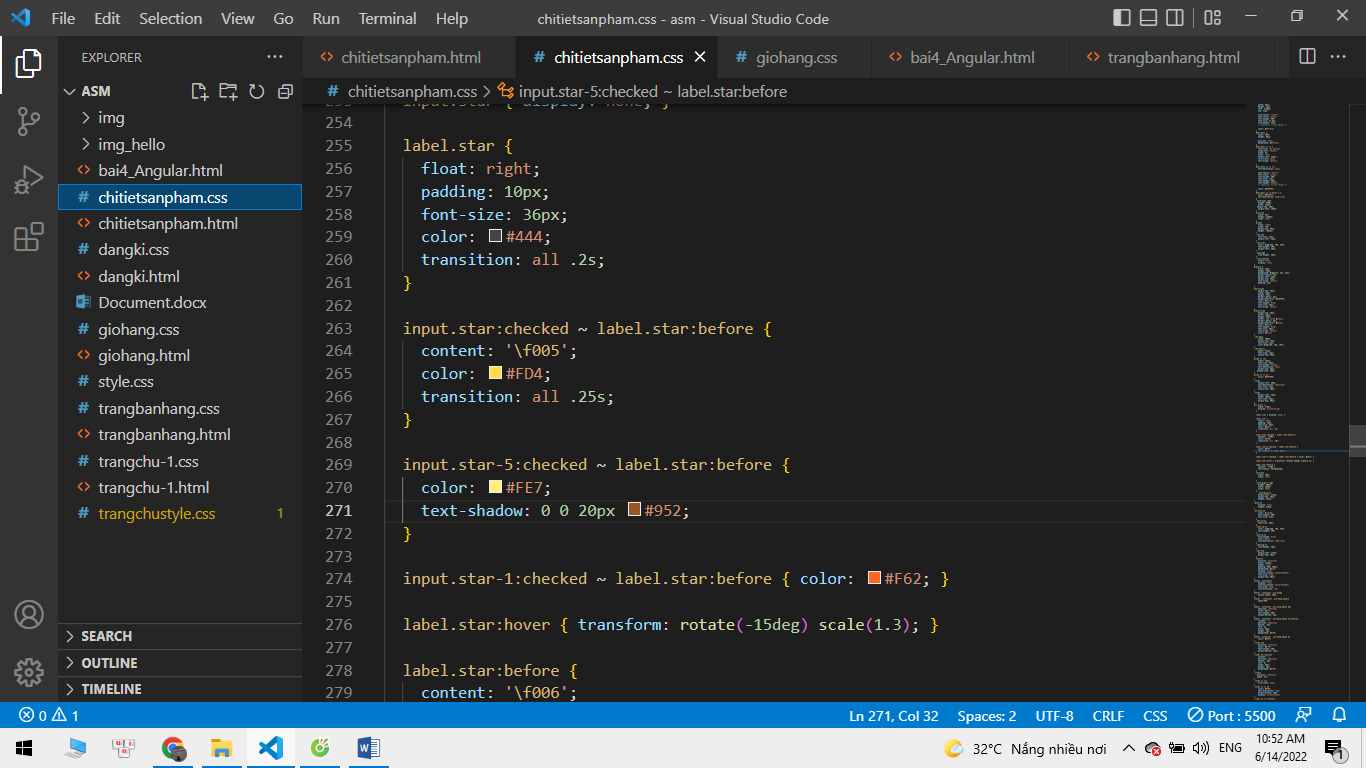 File Edit Selection View Go Run Terminal Help chitietsanpham.css - asm - Visual Studio Code
EXPLORER
chitietsanpham.html chitietsanpham.css giohang.css bai4_Angular.html trangbanhang.html
ASM
chitietsanpham.css > input.star-5:checked ~ label.star:before
img
img_hello
bai4_Angular.html
chitietsanpham.css
chitietsanpham.html
dangki.css
dangki.html
Document.docx
giohang.css
giohang.html
style.css
trangbanhang.css
trangbanhang.html
trangchu-1.css
trangchu-1.html
trangchustyle.css 1
SEARCH
OUTLINE
TIMELINE
253 input.star { display: none; }
254
255 label.star {
256 float: right;
257 padding: 10px;
258 font-size: 36px;
259 color: #444;
260 transition: all .2s;
261 }
262
263 input.star:checked ~ label.star:before {
264 content: '\f005';
265 color: #FD4;
266 transition: all .25s;
267 }
268
269 input.star-5:checked ~ label.star:before {
270 color: #FE7;
271 text-shadow: 0 0 20px #952;
272 }
273
274 input.star-1:checked ~ label.star:before { color: #F62; }
275
276 label.star:hover { transform: rotate(-15deg) scale(1.3); }
277
278 label.star:before {
279 content: '\f006';
0 1 Ln 271, Col 32 Spaces: 2 UTF-8 CRLF CSS Port : 5500
32°C Nắng nhiều nơi ENG 10:52 AM
6/14/2022 1